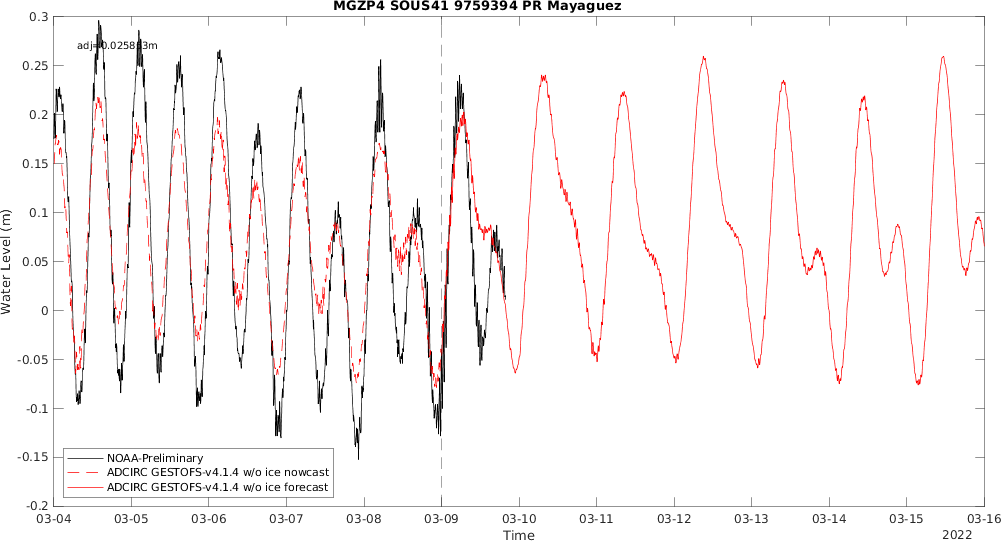 MGZP4 SOUS41 9759394 PR Mayaguez
0.3
0.25
0.2
0.15
0.1
0.05
0
-0.05
-0.1
-0.15
-0.2
Water Level (m)
NOAA-Preliminary
ADCIRC GESTOFS-v4.1.4 w/o ice nowcast
ADCIRC GESTOFS-v4.1.4 w/o ice forecast
03-04 03-05 03-06 03-07 03-08 03-09 03-10 03-11 03-12 03-13 03-14 03-15 03-16
Time
2022